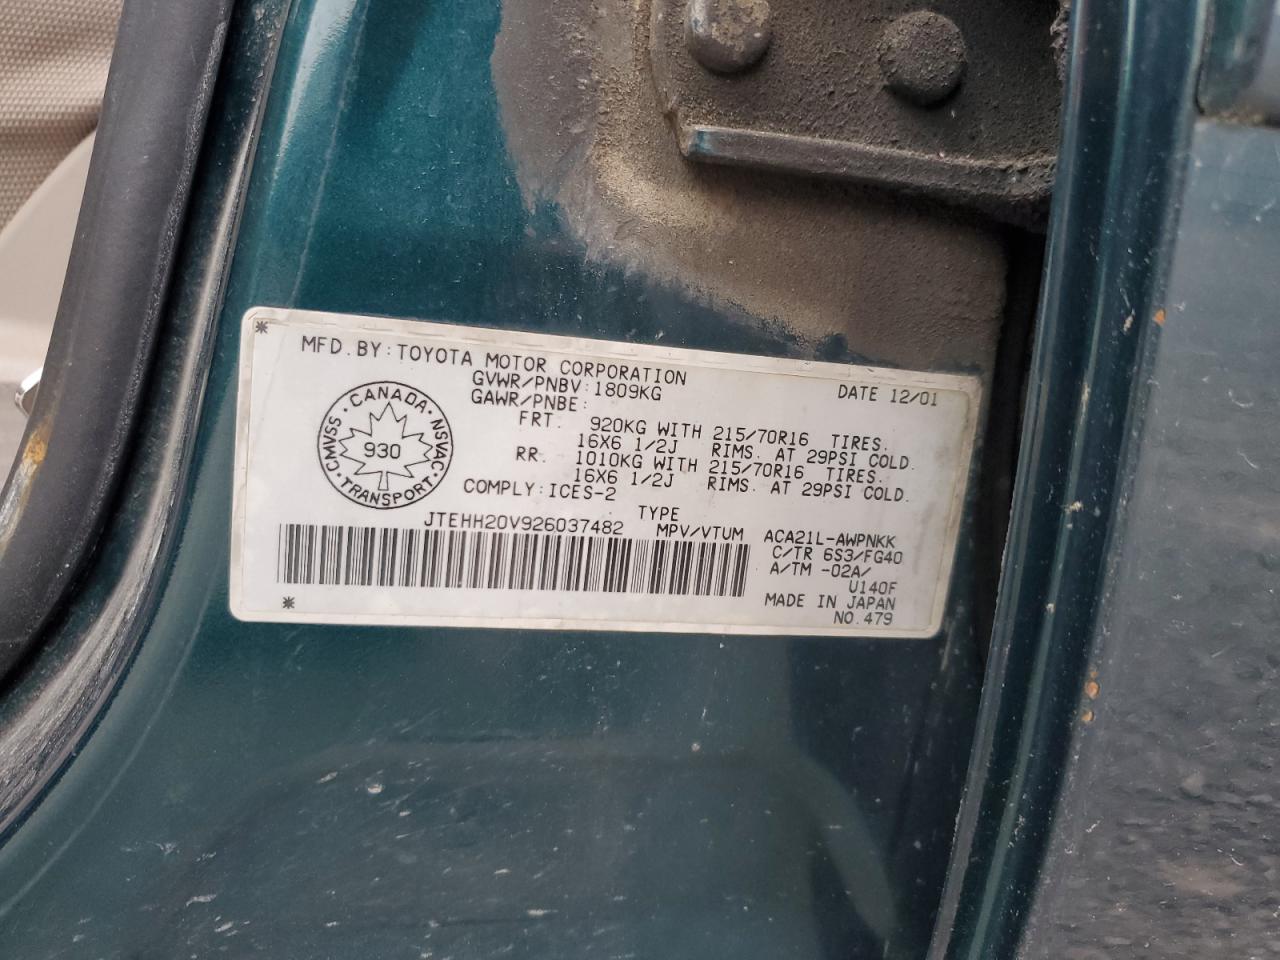 MFD. BY: TOYOTA MOTOR CORPORATION DATE 12/01
GVWR/PNBV: 1809KG
GAWR/PNBE:
FRT. 920KG WITH 215/70R16 TIRES.
16X6 1/2J RIMS. AT 29PSI COLD.
RR. 1010KG WITH 215/70R16 TIRES.
16X6 1/2J RIMS. AT 29PSI COLD.
COMPLY: ICES-2
CANADA
CMVSS 930 NSVAC
TRANSPORT
TYPE
JTEHH20V926037482 MPV/VTUM
ACA21L-AWPNKK
C/TR 6S3/FG40
A/TM -02A/
U140F
MADE IN JAPAN
NO. 479